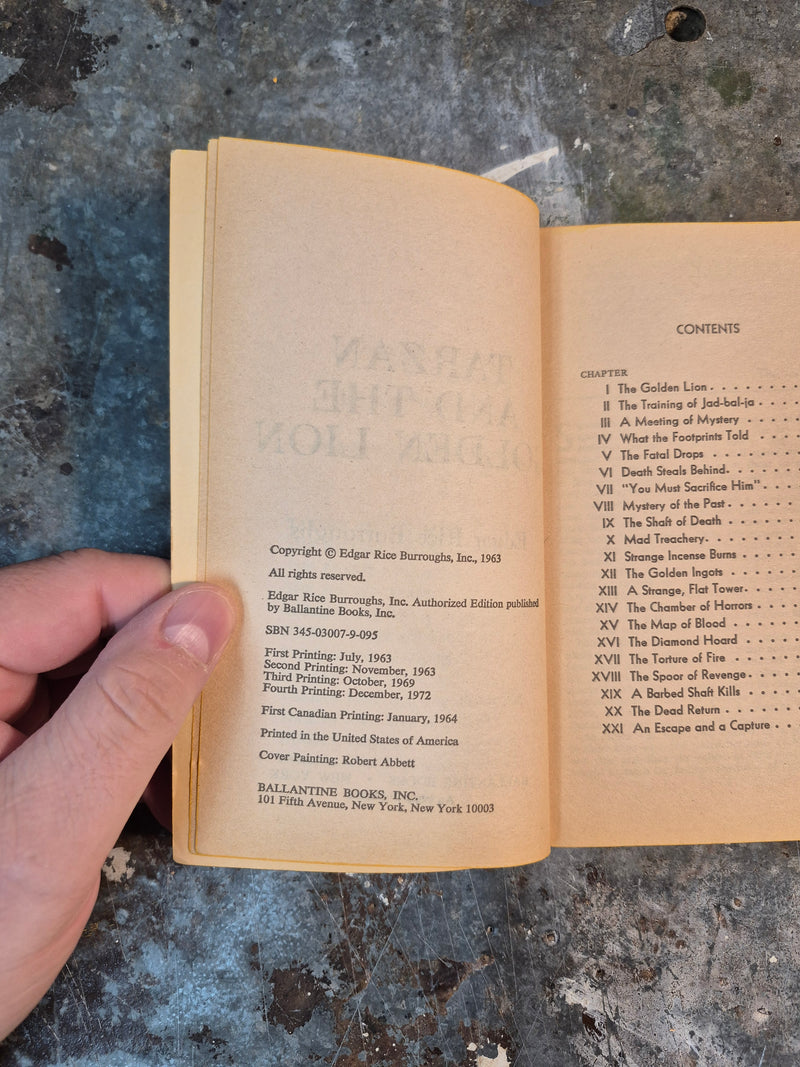 TARZAN
AND THE
GOLDEN LION
Copyright © Edgar Rice Burroughs, Inc., 1963
All rights reserved.
Edgar Rice Burroughs, Inc. Authorized Edition published
by Ballantine Books, Inc.
SBN 345-03007-9-095
First Printing: July, 1963
Second Printing: November, 1963
Third Printing: October, 1969
Fourth Printing: December, 1972
First Canadian Printing: January, 1964
Printed in the United States of America
Cover Painting: Robert Abbett
BALLANTINE BOOKS, INC.
101 Fifth Avenue, New York, New York 10003
CONTENTS
CHAPTER
I The Golden Lion . . . . . . .
II The Training of Jad-bal-ja . . . .
III A Meeting of Mystery . . . . .
IV What the Footprints Told . . . .
V The Fatal Drops . . . . . . .
VI Death Steals Behind. . . . . .
VII "You Must Sacrifice Him" . . . .
VIII Mystery of the Past . . . . . .
IX The Shaft of Death . . . . . .
X Mad Treachery. . . . . . . .
XI Strange Incense Burns . . . . .
XII The Golden Ingots . . . . . .
XIII A Strange, Flat Tower. . . . .
XIV The Chamber of Horrors . . . .
XV The Map of Blood . . . . . .
XVI The Diamond Hoard . . . . .
XVII The Torture of Fire . . . . . .
XVIII The Spoor of Revenge. . . . .
XIX A Barbed Shaft Kills . . . . .
XX The Dead Return . . . . . .
XXI An Escape and a Capture . . .